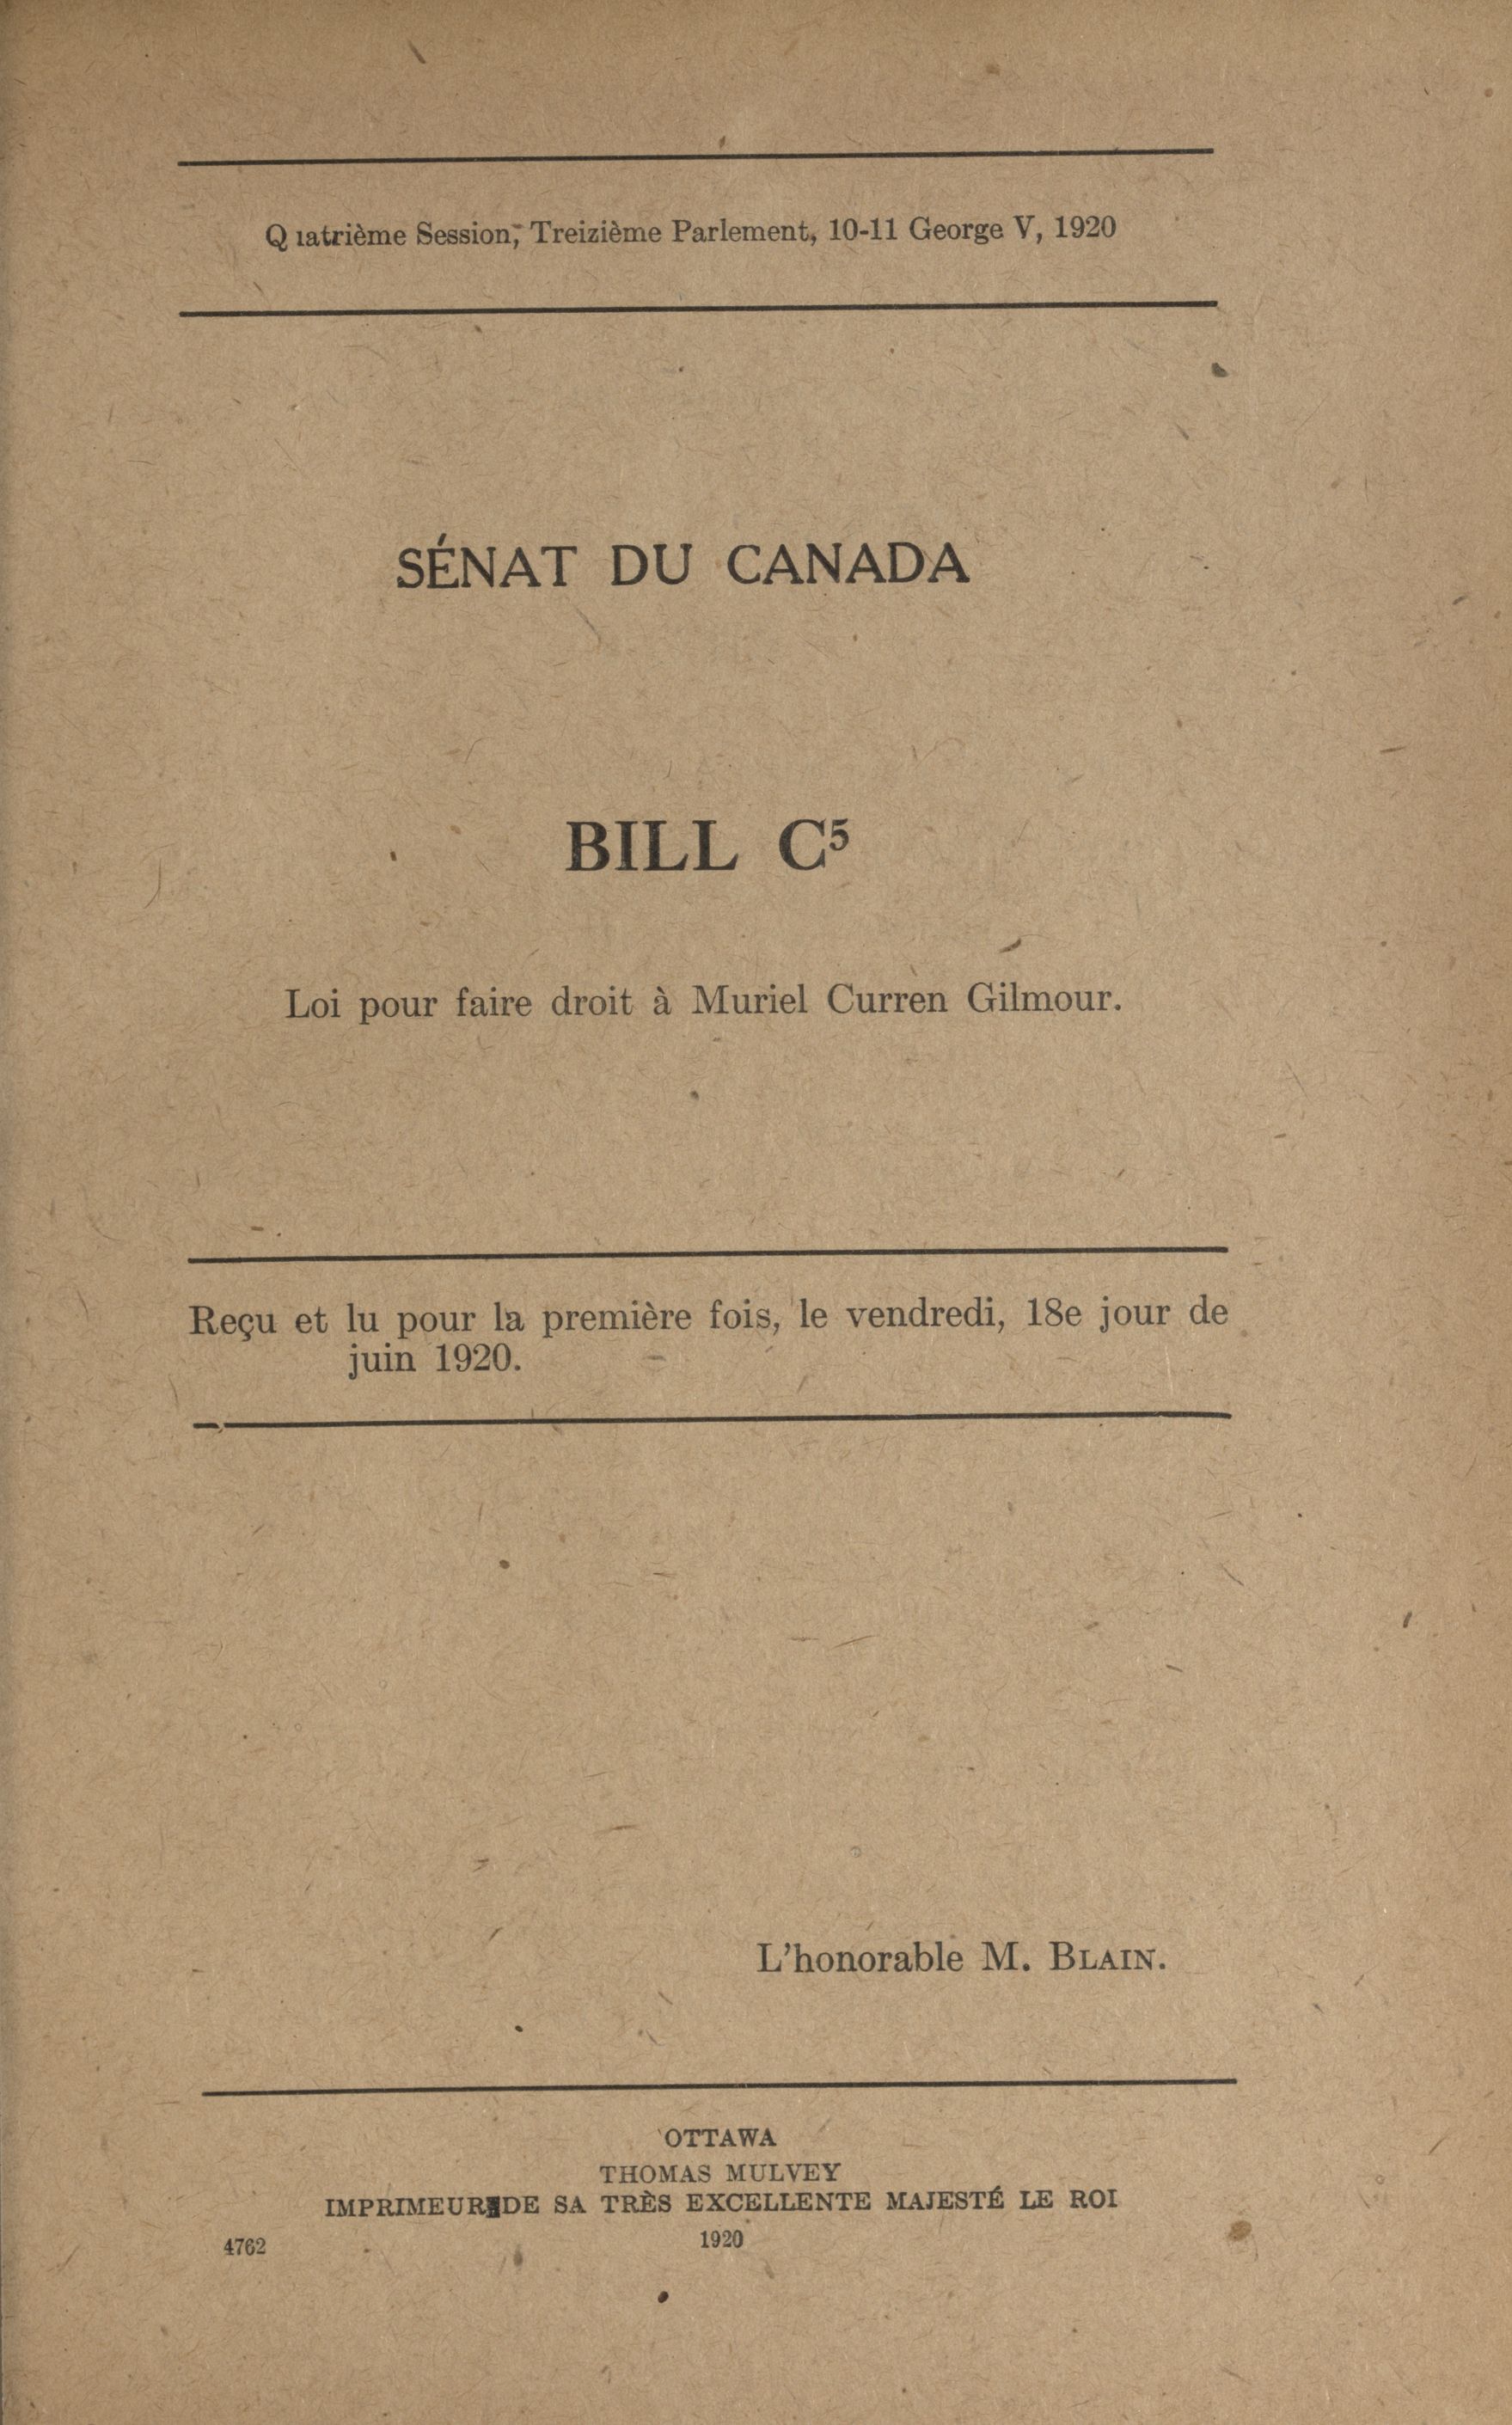 Quatrième Session, Treizième Parlement, 10-11 George V, 1920
SÉNAT DU CANADA
BILL C⁵
Loi pour faire droit à Muriel Curren Gilmour.
Reçu et lu pour la première fois, le vendredi, 18e jour de
juin 1920.
L'honorable M. BLAIN.
OTTAWA
THOMAS MULVEY
IMPRIMEUR DE SA TRÈS EXCELLENTE MAJESTÉ LE ROI
4762 1920